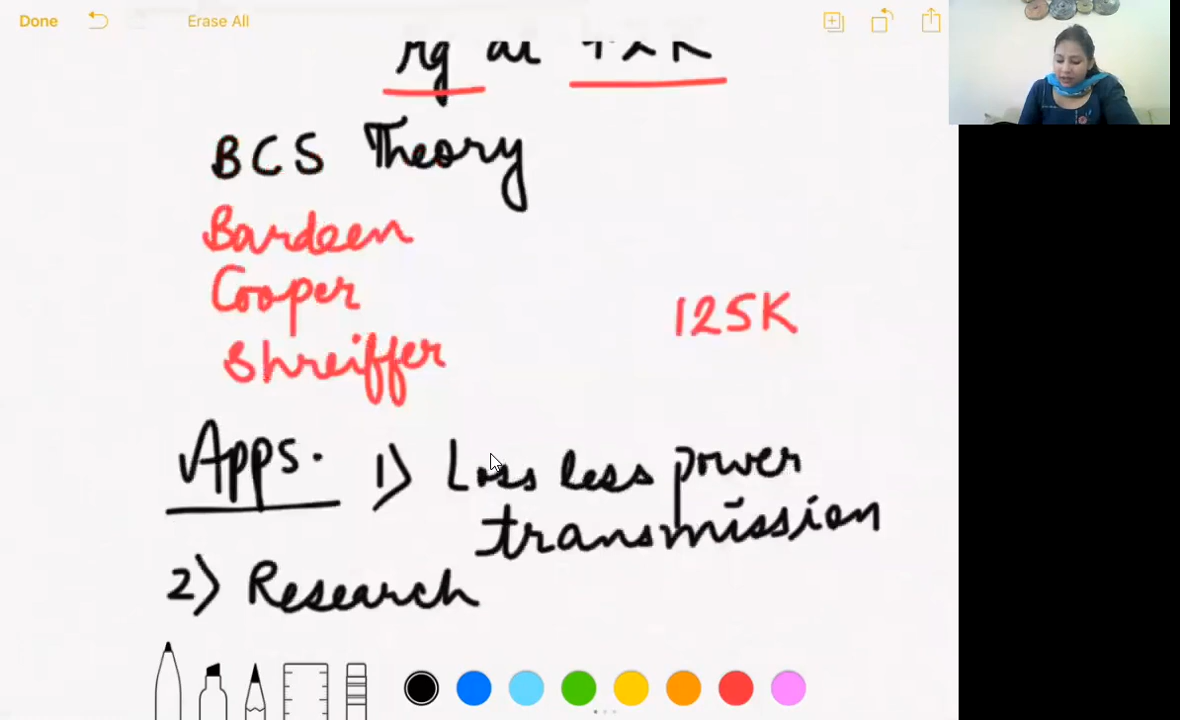 Done Erase All
BCS Theory
Bardeen
Cooper
125K
Shreiffer
Apps. 1) Loss less power
transmission
2) Research